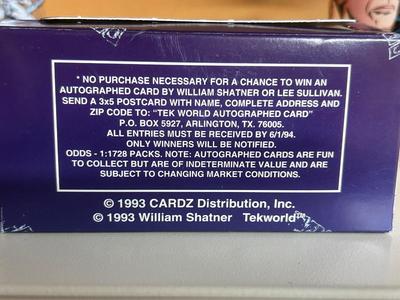 * NO PURCHASE NECESSARY FOR A CHANCE TO WIN AN
AUTOGRAPHED CARD BY WILLIAM SHATNER OR LEE SULLIVAN.
SEND A 3x5 POSTCARD WITH NAME, COMPLETE ADDRESS AND
ZIP CODE TO: "TEK WORLD AUTOGRAPHED CARD"
P.O. BOX 5927, ARLINGTON, TX. 76005.
ALL ENTRIES MUST BE RECEIVED BY 6/1/94.
ONLY WINNERS WILL BE NOTIFIED.
ODDS - 1:1728 PACKS. NOTE: AUTOGRAPHED CARDS ARE FUN
TO COLLECT BUT ARE OF INDETERMINATE VALUE AND ARE
SUBJECT TO CHANGING MARKET CONDITIONS.
© 1993 CARDZ Distribution, Inc.
© 1993 William Shatner Tekworld™